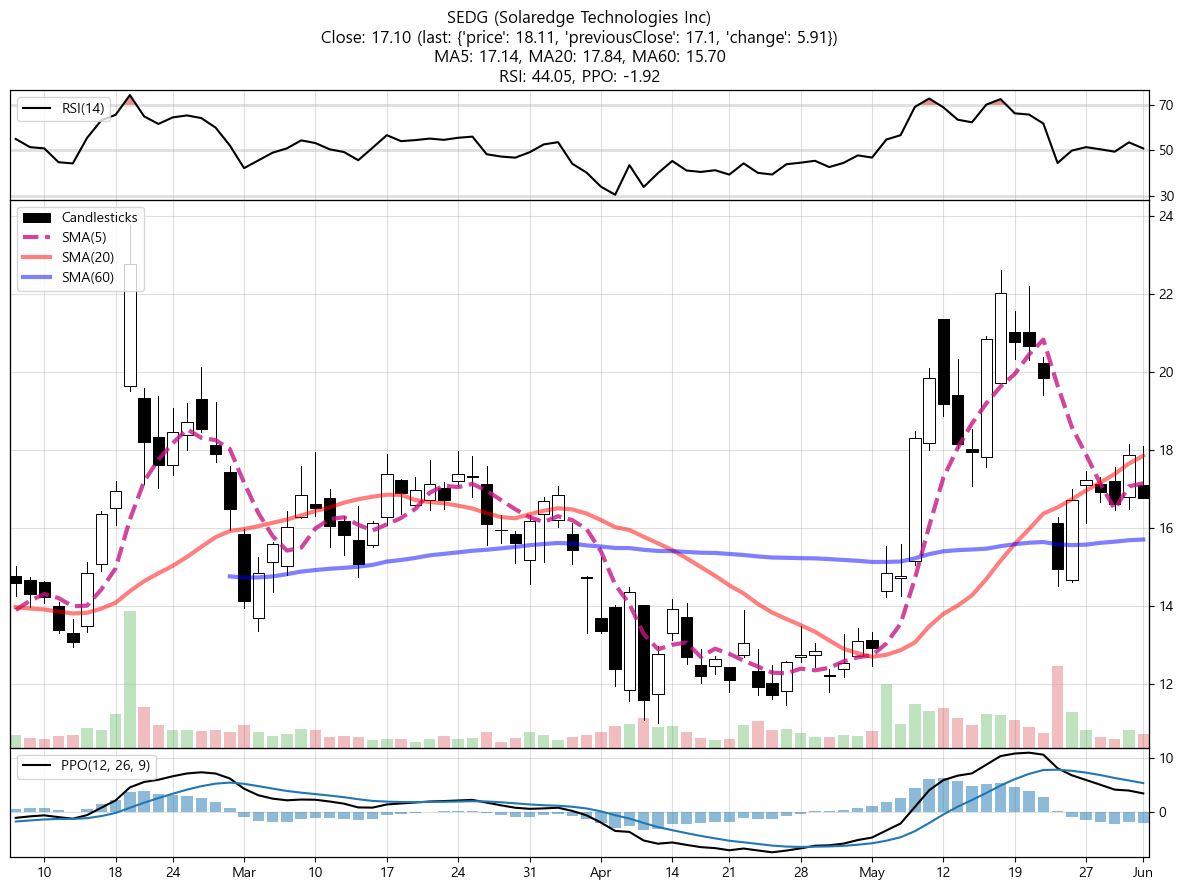 SEDG (Solaredge Technologies Inc)
Close: 17.10 (last: {'price': 18.11, 'previousClose': 17.1, 'change': 5.91})
MA5: 17.14, MA20: 17.84, MA60: 15.70
RSI: 44.05, PPO: -1.92
RSI(14)
70
50
30
Candlesticks
SMA(5)
SMA(20)
SMA(60)
24
22
20
18
16
14
12
PPO(12, 26, 9)
10
0
10 18 24 Mar 10 17 24 31 Apr 14 21 28 May 12 19 27 Jun